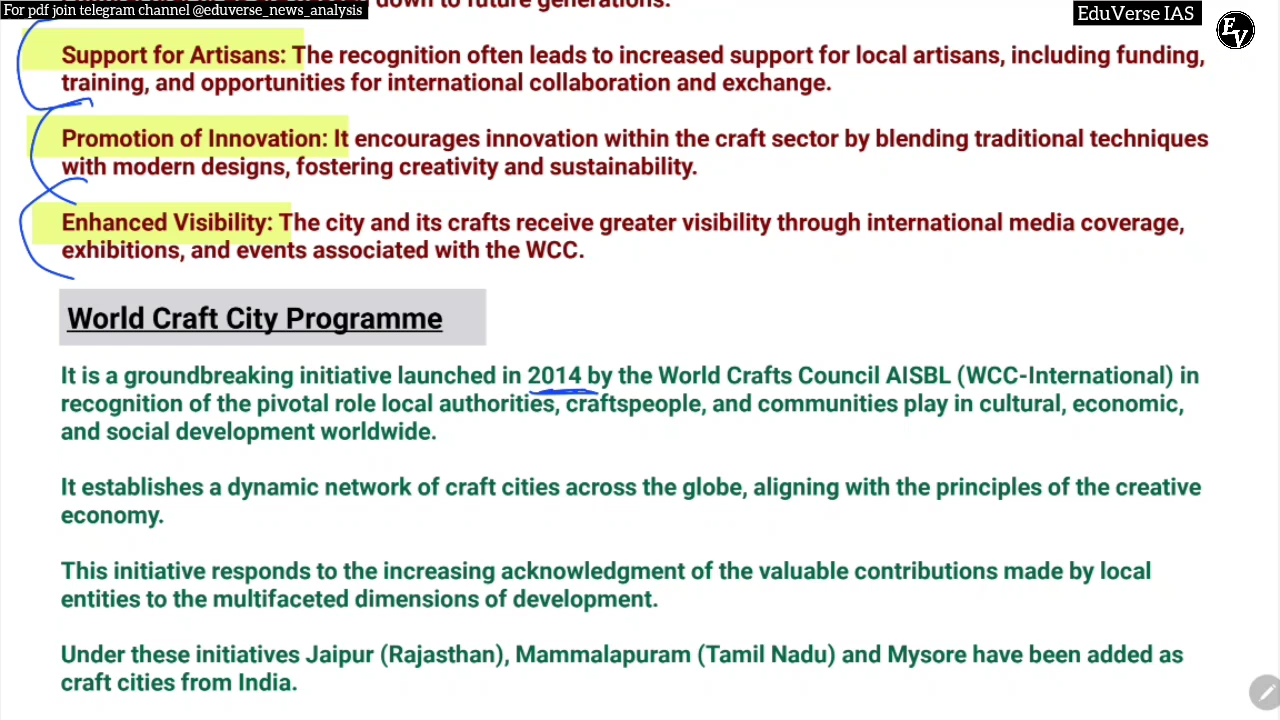 For pdf join telegram channel @eduverse_news_analysis
down to future generations.
EduVerse IAS
EV
Support for Artisans: The recognition often leads to increased support for local artisans, including funding,
training, and opportunities for international collaboration and exchange.
Promotion of Innovation: It encourages innovation within the craft sector by blending traditional techniques
with modern designs, fostering creativity and sustainability.
Enhanced Visibility: The city and its crafts receive greater visibility through international media coverage,
exhibitions, and events associated with the WCC.
World Craft City Programme
It is a groundbreaking initiative launched in 2014 by the World Crafts Council AISBL (WCC-International) in
recognition of the pivotal role local authorities, craftspeople, and communities play in cultural, economic,
and social development worldwide.
It establishes a dynamic network of craft cities across the globe, aligning with the principles of the creative
economy.
This initiative responds to the increasing acknowledgment of the valuable contributions made by local
entities to the multifaceted dimensions of development.
Under these initiatives Jaipur (Rajasthan), Mammalapuram (Tamil Nadu) and Mysore have been added as
craft cities from India.